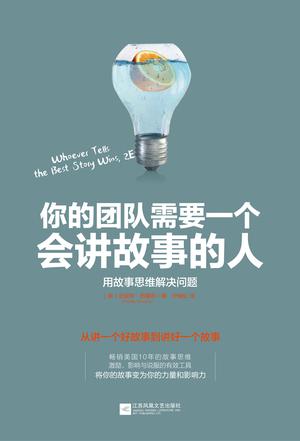 Whoever Tells
the Best Story Wins, 2E
你的团队需要一个
会讲故事的人
用故事思维解决问题
从讲一个好故事到讲好一个故事
畅销美国10年的故事思维
激励、影响与说服的有效工具
将你的故事变为你的力量和影响力
江苏凤凰文艺出版社